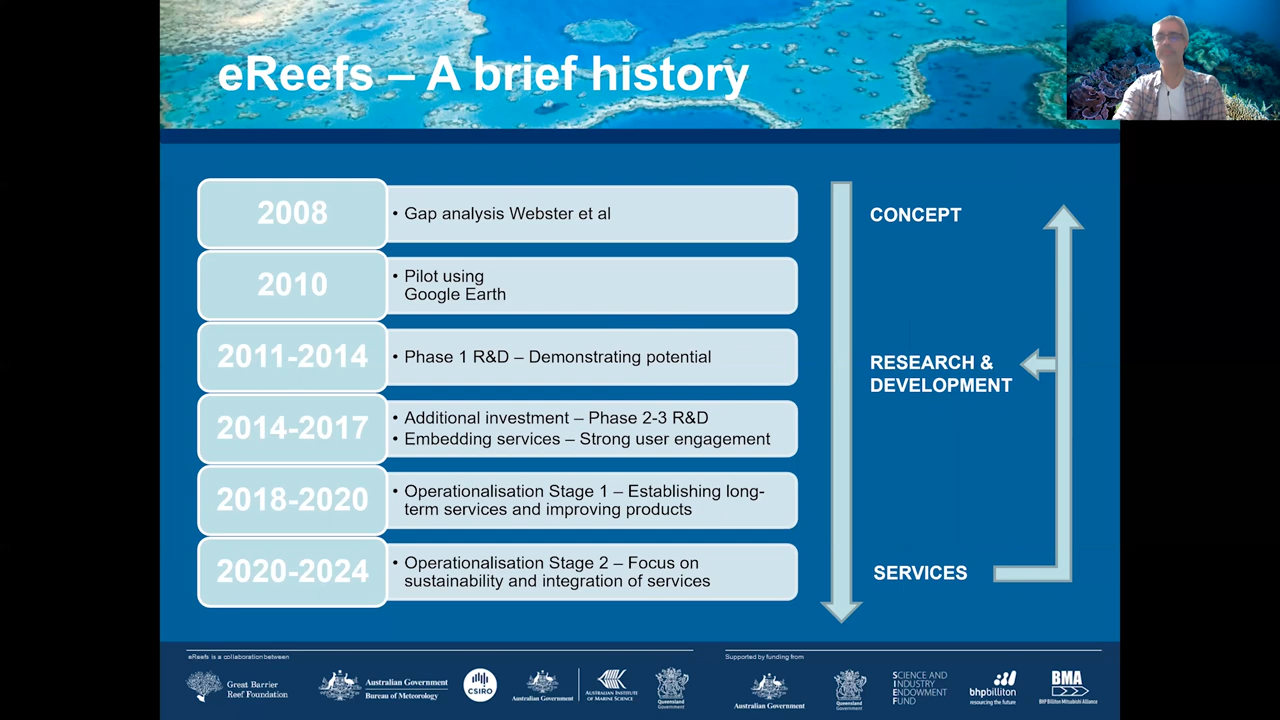 eReefs – A brief history
2008
• Gap analysis Webster et al
2010
• Pilot using
Google Earth
2011-2014
• Phase 1 R&D – Demonstrating potential
2014-2017
• Additional investment – Phase 2-3 R&D
• Embedding services – Strong user engagement
2018-2020
• Operationalisation Stage 1 – Establishing long-
term services and improving products
2020-2024
• Operationalisation Stage 2 – Focus on
sustainability and integration of services
CONCEPT
RESEARCH &
DEVELOPMENT
SERVICES
eReefs is a collaboration between
Great Barrier
Reef Foundation
Australian Government
Bureau of Meteorology
CSIRO
Australian Government
AUSTRALIAN INSTITUTE
OF MARINE SCIENCE
Queensland
Government
Supported by funding from
Australian Government
Queensland
Government
SCIENCE AND
INDUSTRY
ENDOWMENT
FUND
bhpbilliton
resourcing the future
BMA
BHP Billiton Mitsubishi Alliance